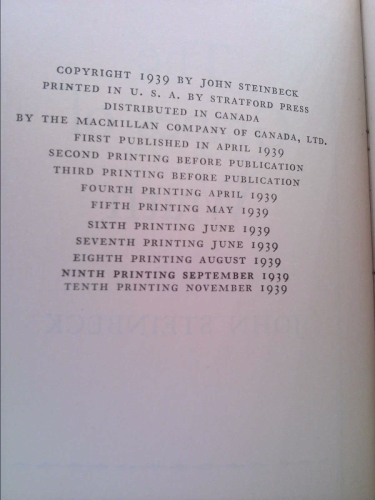 COPYRIGHT 1939 BY JOHN STEINBECK
PRINTED IN U. S. A. BY STRATFORD PRESS
DISTRIBUTED IN CANADA
BY THE MACMILLAN COMPANY OF CANADA, LTD.
FIRST PUBLISHED IN APRIL 1939
SECOND PRINTING BEFORE PUBLICATION
THIRD PRINTING BEFORE PUBLICATION
FOURTH PRINTING APRIL 1939
FIFTH PRINTING MAY 1939
SIXTH PRINTING JUNE 1939
SEVENTH PRINTING JUNE 1939
EIGHTH PRINTING AUGUST 1939
NINTH PRINTING SEPTEMBER 1939
TENTH PRINTING NOVEMBER 1939
JOHN STEINBECK